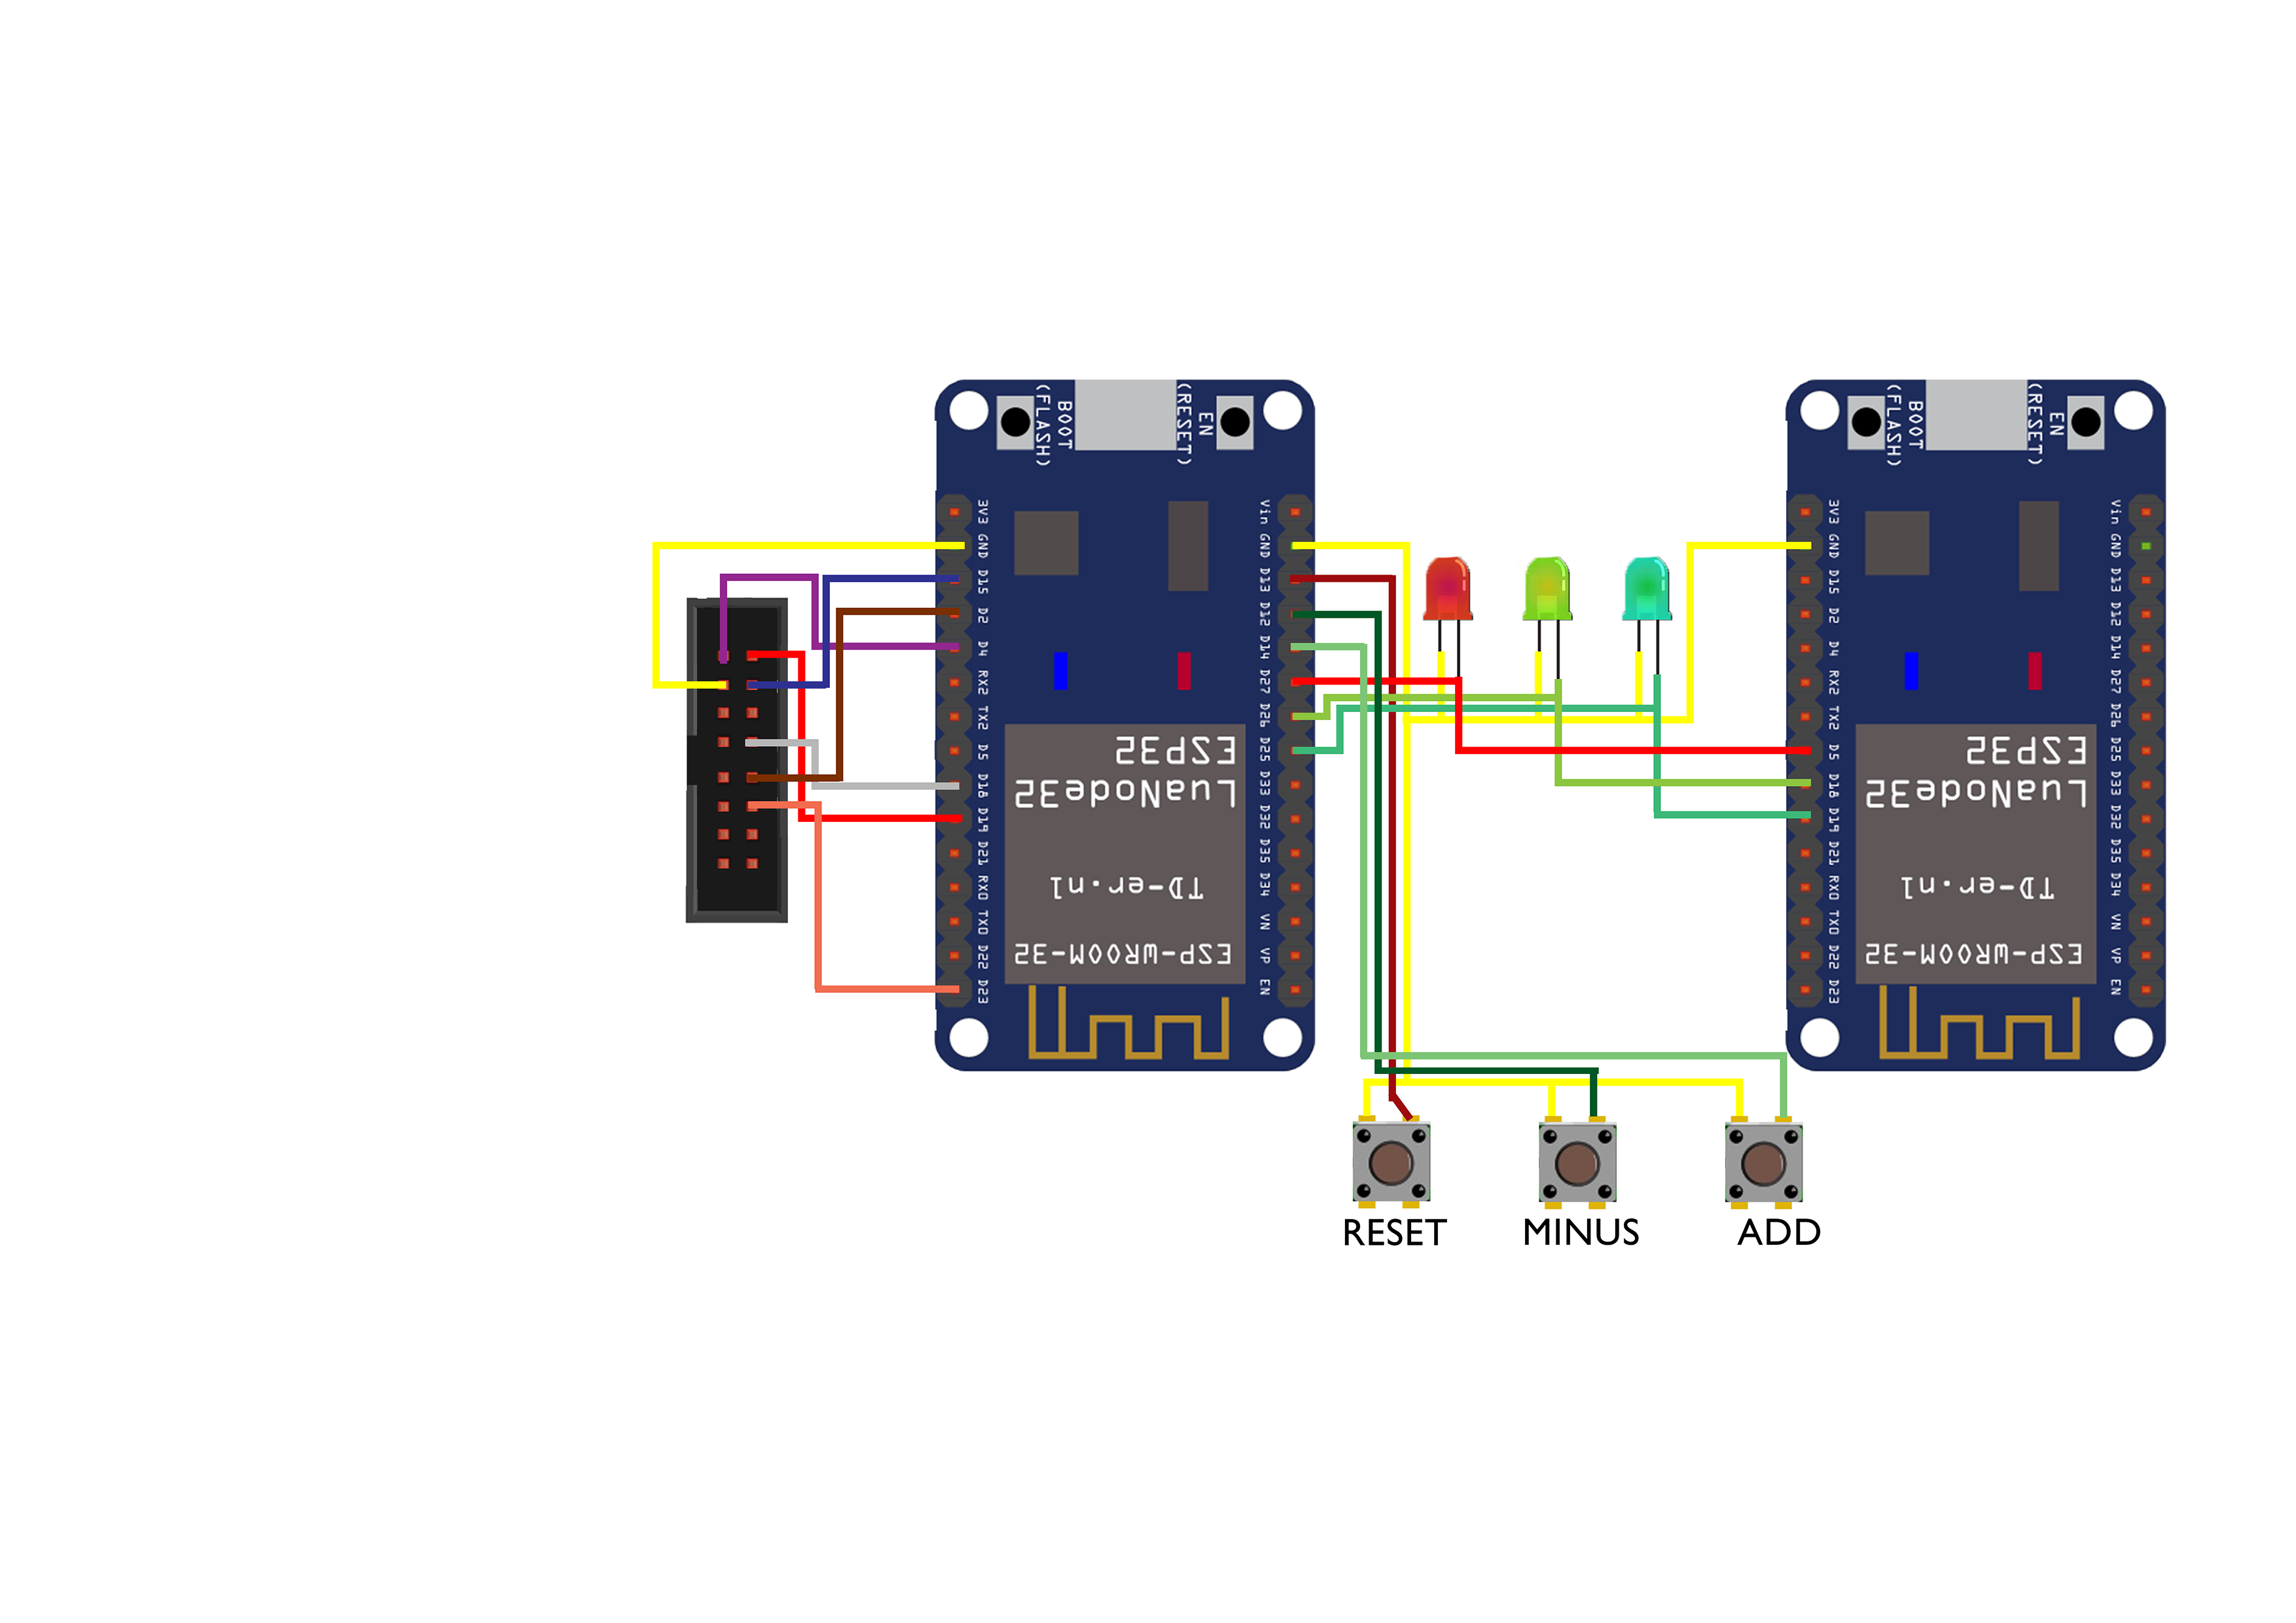 (FLASH)
BOOT
(RESET)
EN
3V3
GND
D15
D2
D4
RX2
TX2
D5
D18
D19
D21
RX0
TX0
D22
D23
Vin
GND
D13
D12
D14
D27
D26
D25
D33
D32
D35
D34
VN
VP
EN
ESP32
LuaNode32
TD-er.nl
ESP-WROOM-32
(FLASH)
BOOT
(RESET)
EN
3V3
GND
D15
D2
D4
RX2
TX2
D5
D18
D19
D21
RX0
TX0
D22
D23
Vin
GND
D13
D12
D14
D27
D26
D25
D33
D32
D35
D34
VN
VP
EN
ESP32
LuaNode32
TD-er.nl
ESP-WROOM-32
RESET
MINUS
ADD